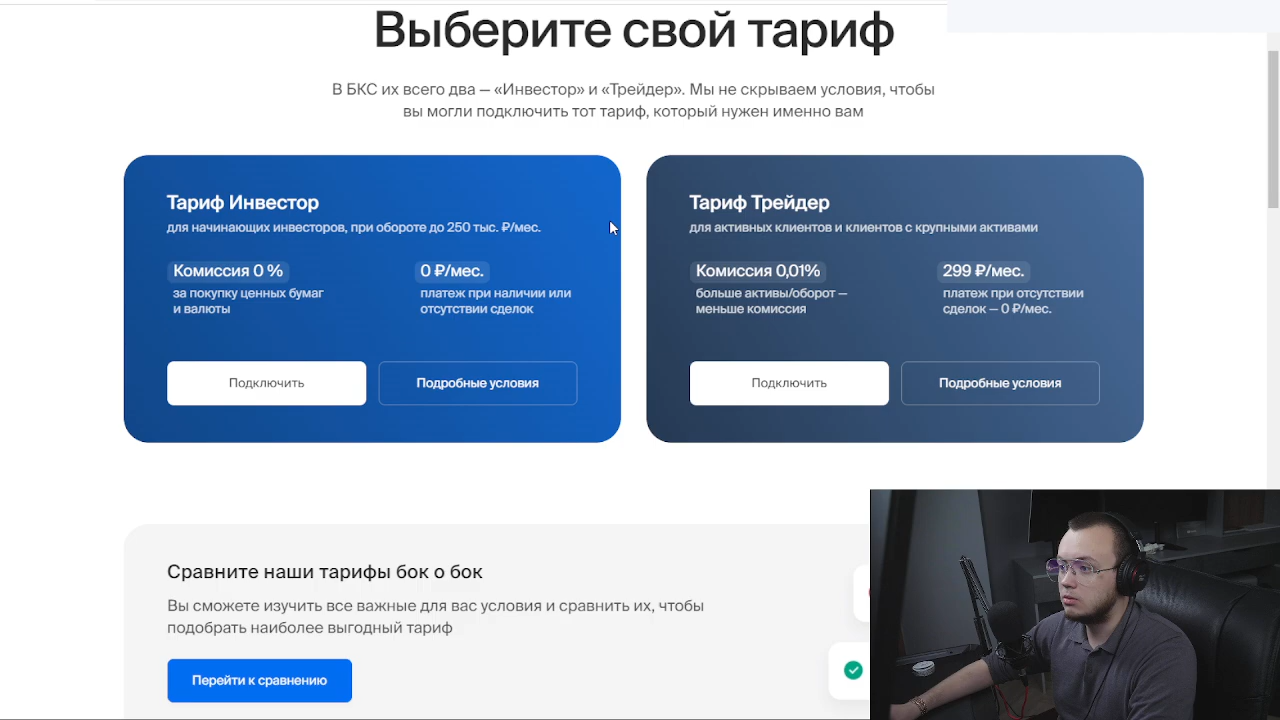 Выберите свой тариф
В БКС их всего два — «Инвестор» и «Трейдер». Мы не скрываем условия, чтобы
вы могли подключить тот тариф, который нужен именно вам
Тариф Инвестор
для начинающих инвесторов, при обороте до 250 тыс. ₽/мес.
Комиссия 0 %
за покупку ценных бумаг
и валюты
0 ₽/мес.
платеж при наличии или
отсутствии сделок
Подключить
Подробные условия
Тариф Трейдер
для активных клиентов и клиентов с крупными активами
Комиссия 0,01%
больше активы/оборот —
меньше комиссия
299 ₽/мес.
платеж при отсутствии
сделок — 0 ₽/мес.
Подключить
Подробные условия
Сравните наши тарифы бок о бок
Вы сможете изучить все важные для вас условия и сравнить их, чтобы
подобрать наиболее выгодный тариф
Перейти к сравнению